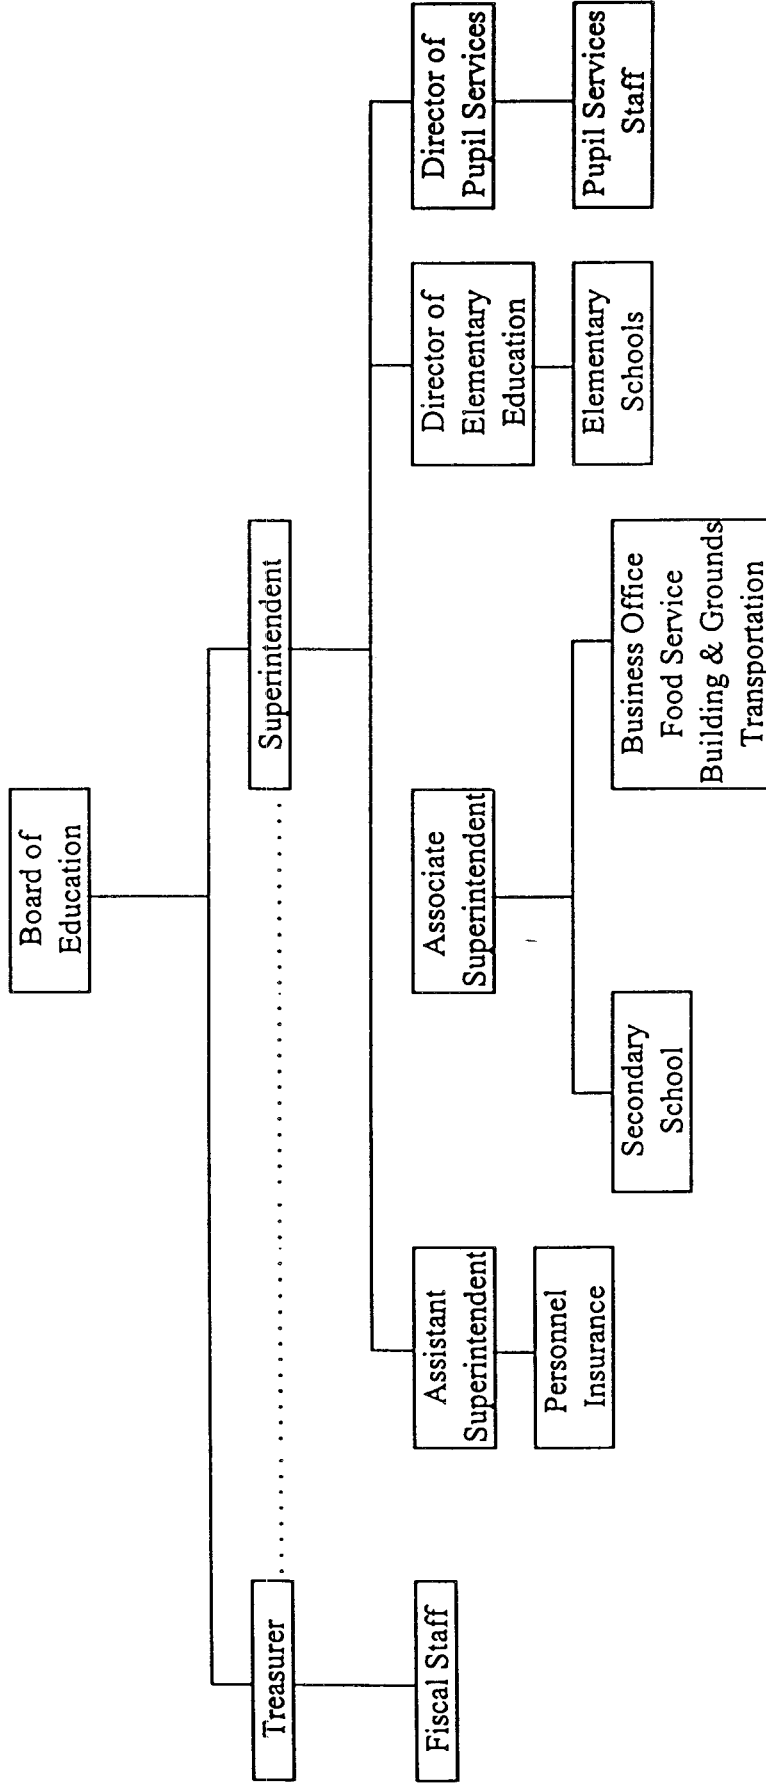 Board of
Education
Treasurer
Superintendent
Fiscal Staff
Assistant
Superintendent
Associate
Superintendent
Director of
Elementary
Education
Director of
Pupil Services
Personnel
Insurance
Secondary
School
Business Office
Food Service
Building & Grounds
Transportation
Elementary
Schools
Pupil Services
Staff